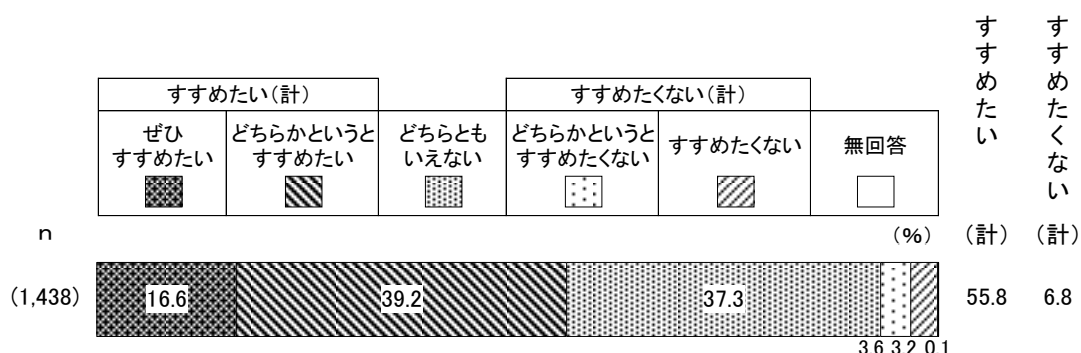 すすめたい
すすめたくない
すすめたい(計)
すすめたくない(計)
ぜひ
すすめたい
どちらかというと
すすめたい
どちらとも
いえない
どちらかというと
すすめたくない
すすめたくない
無回答
n
(%)
(計)
(計)
(1,438)
16.6
39.2
37.3
55.8
6.8
3 6 3 2 0 1